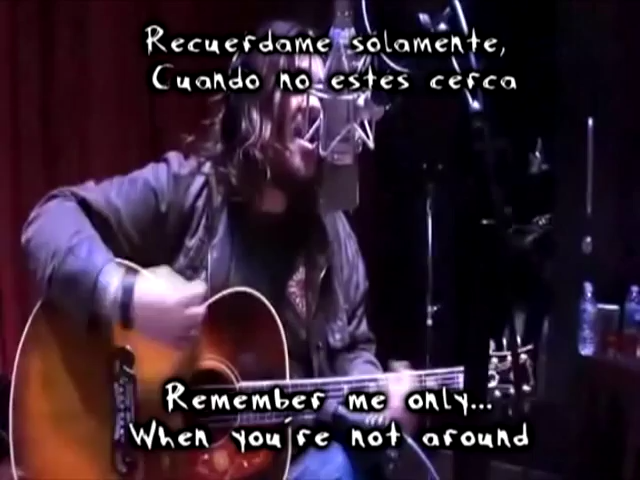 Recuerdame solamente,
Cuando no estes cerca
Remember me only...
When you're not around